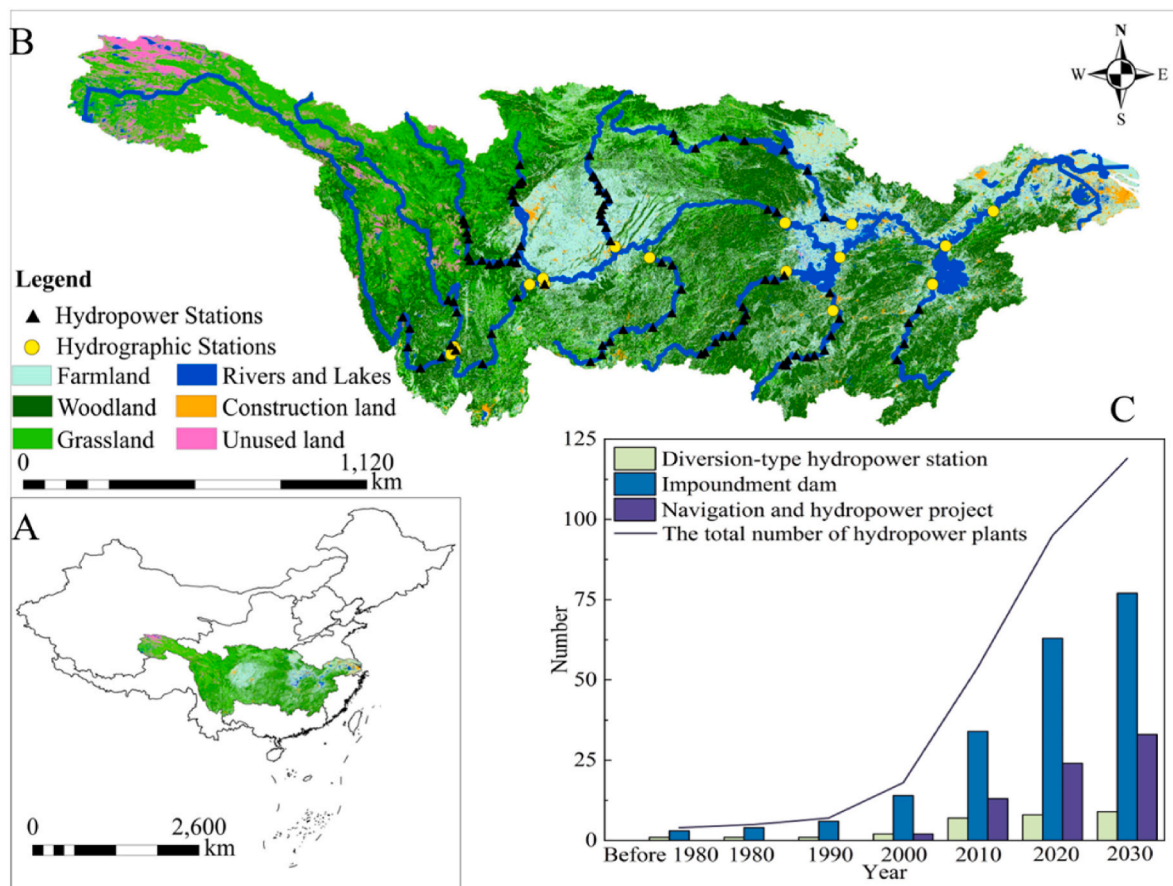 B
N
W E
S
Legend
Hydropower Stations
Hydrographic Stations
Farmland Rivers and Lakes
Woodland Construction land
Grassland Unused land
0 1,120
km
A
0 2,600
km
C
125
100
75
50
25
0
Number
Diversion-type hydropower station
Impoundment dam
Navigation and hydropower project
The total number of hydropower plants
Before 1980 1980 1990 2000 2010 2020 2030
Year